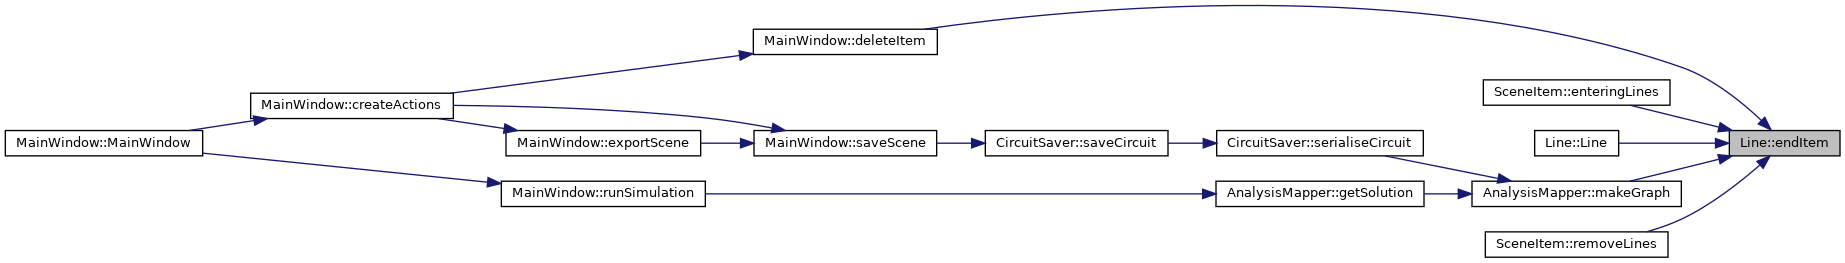 MainWindow::deleteItem
SceneItem::enteringLines
MainWindow::createActions
MainWindow::MainWindow
MainWindow::exportScene
MainWindow::saveScene
CircuitSaver::saveCircuit
CircuitSaver::serialiseCircuit
Line::Line
Line::endItem
MainWindow::runSimulation
AnalysisMapper::getSolution
AnalysisMapper::makeGraph
SceneItem::removeLines